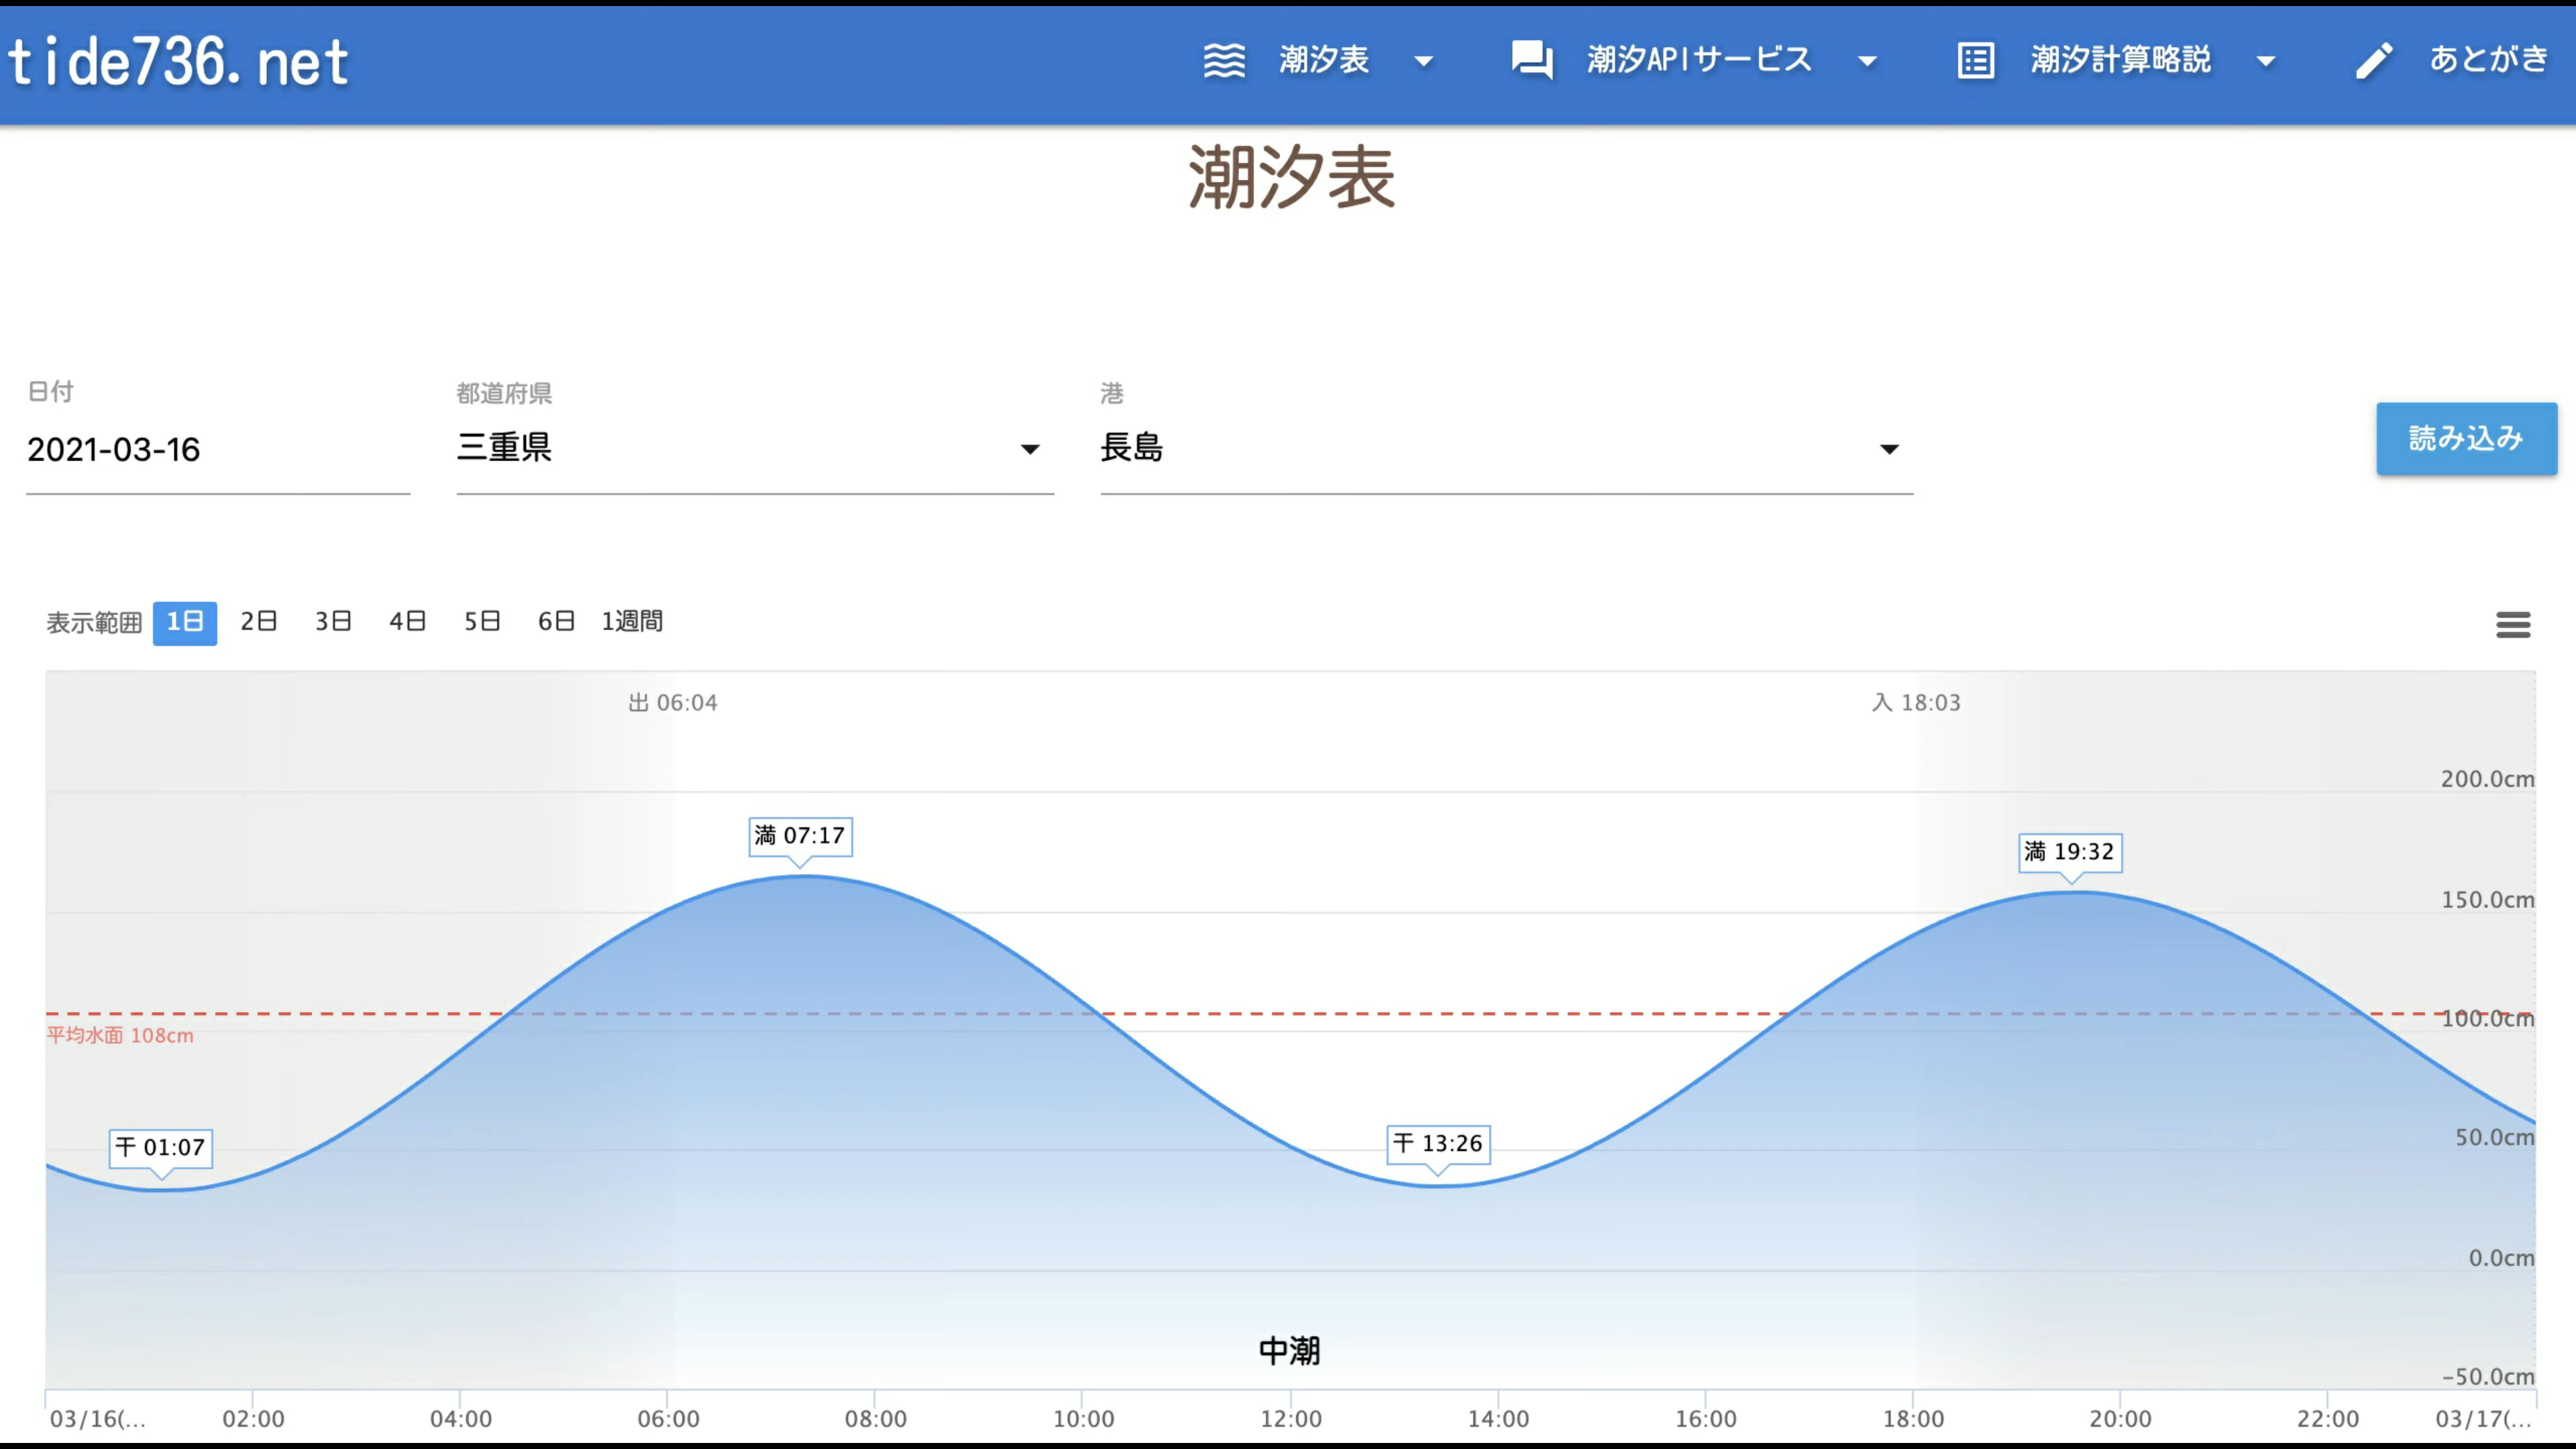 tide736.net 潮汐表 潮汐APIサービス 潮汐計算略説 あとがき
潮汐表
日付 都道府県 港
2021-03-16 三重県 長島 読み込み
表示範囲 1日 2日 3日 4日 5日 6日 1週間
出 06:04 入 18:03
200.0cm
満 07:17 満 19:32
150.0cm
100.0cm
平均水面 108cm
干 01:07 干 13:26
50.0cm
0.0cm
中潮
-50.0cm
03/16(... 02:00 04:00 06:00 08:00 10:00 12:00 14:00 16:00 18:00 20:00 22:00 03/17(...